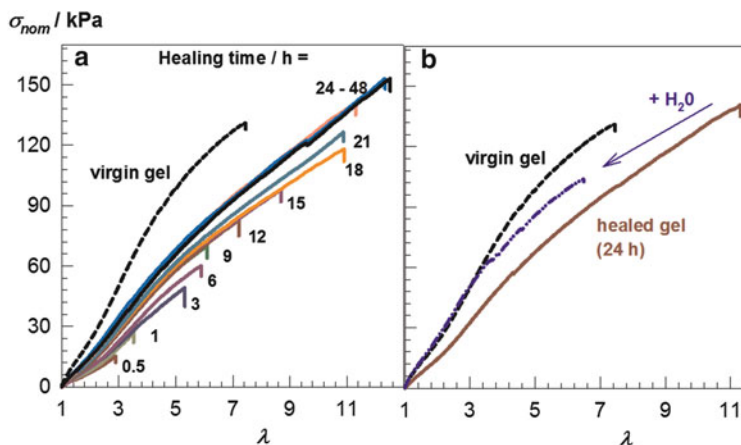 σnom / kPa
a
Healing time / h =
24 - 48
virgin gel
21
18
15
12
9
6
3
1
0.5
150
120
90
60
30
0
1 3 5 7 9 11
λ
b
+ H20
virgin gel
healed gel
(24 h)
1 3 5 7 9 11
λ